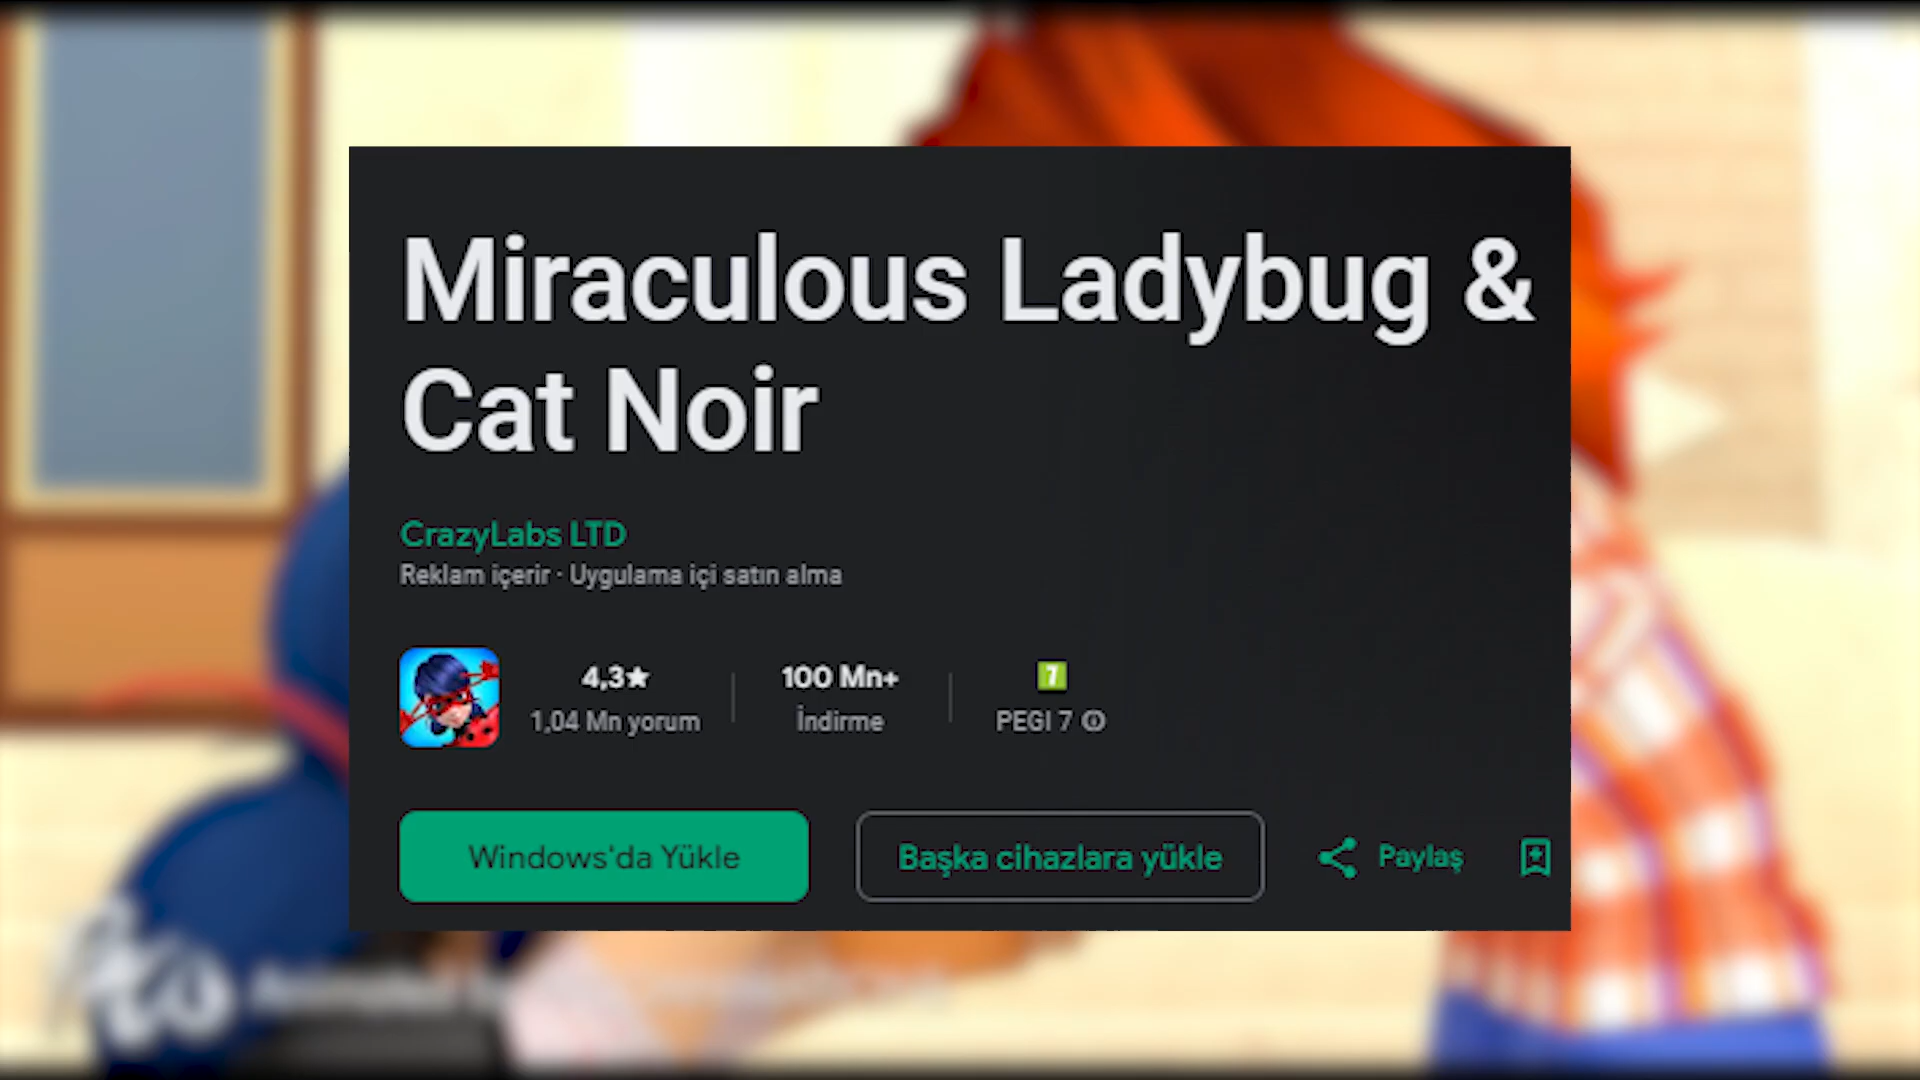 Miraculous Ladybug &
Cat Noir
CrazyLabs LTD
Reklam içerir · Uygulama içi satın alma
4,3★
1,04 Mn yorum
100 Mn+
İndirme
7
PEGI 7
Windows'da Yükle
Başka cihazlara yükle
Paylaş